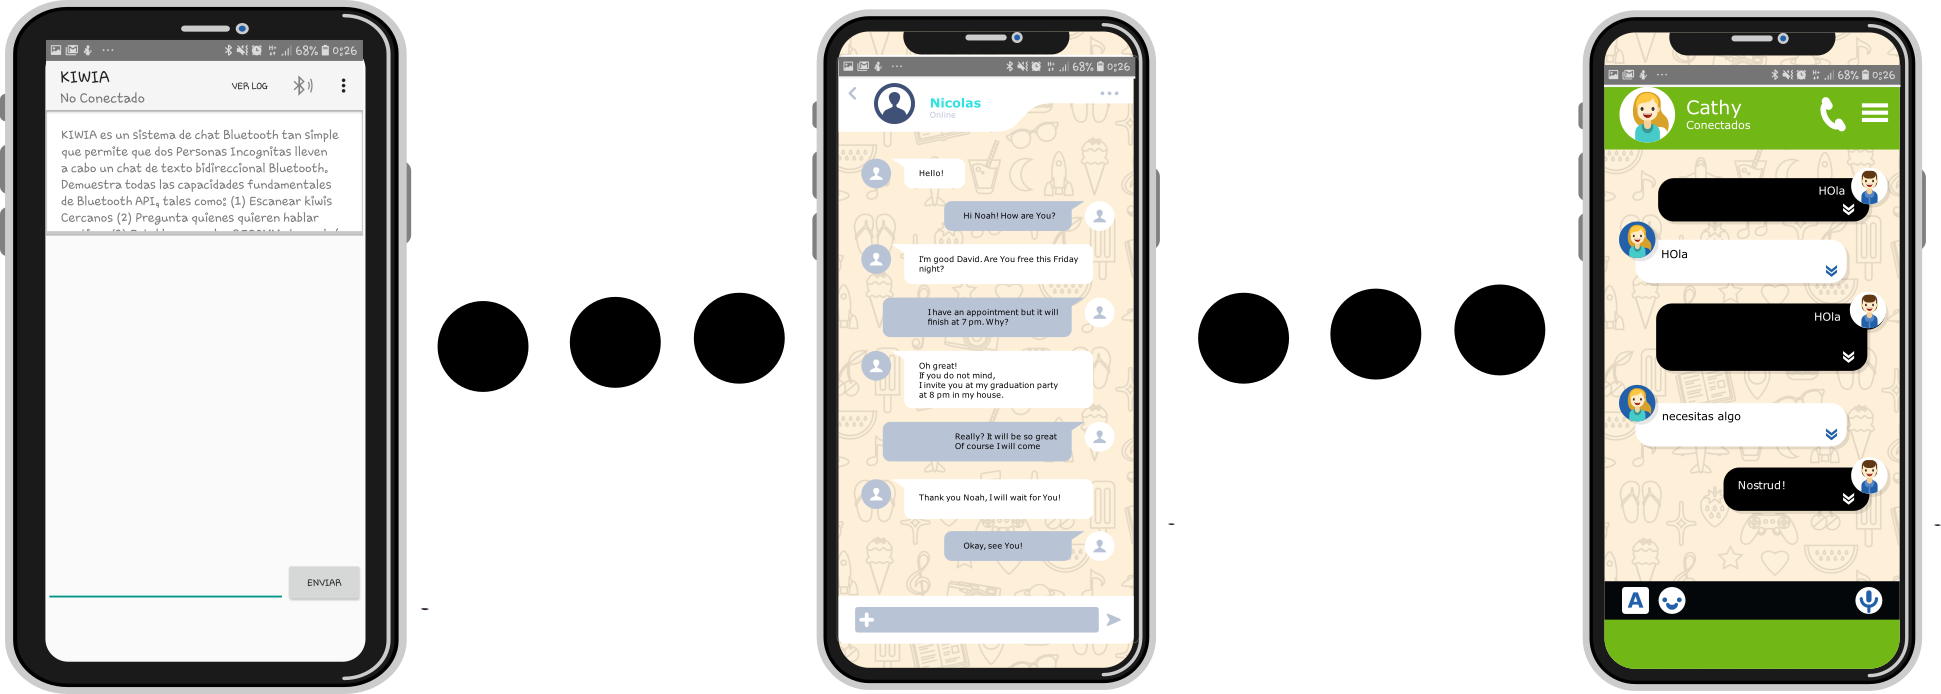 68% 0:26
KIWIA
No Conectado
VER LOG
KIWIA es un sistema de chat Bluetooth tan simple
que permite que dos Personas Incognitas lleven
a cabo un chat de texto bidireccional Bluetooth.
Demuestra todas las capacidades fundamentales
de Bluetooth API, tales como: (1) Escanear kiwis
Cercanos (2) Pregunta quienes quieren hablar
ENVIAR
68% 0:26
Nicolas
Online
Hello!
Hi Noah! How are You?
I'm good David. Are You free this Friday
night?
I have an appointment but it will
finish at 7 pm. Why?
Oh great!
If you do not mind,
I invite you at my graduation party
at 8 pm in my house.
Really? It will be so great
Of course I will come
Thank you Noah, I will wait for You!
Okay, see You!
68% 0:26
Cathy
Conectados
HOla
HOla
HOla
necesitas algo
Nostrud!
A